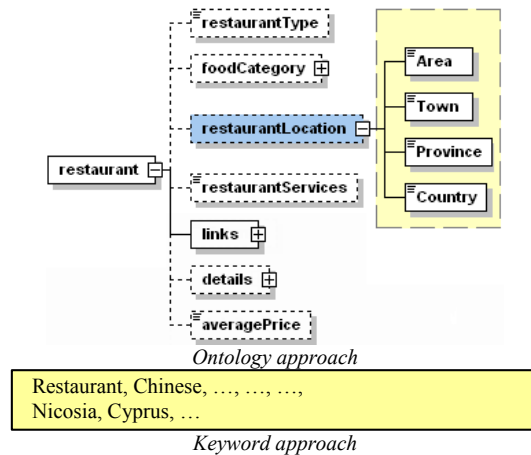 restaurantType
foodCategory
restaurantLocation
Area
Town
Province
Country
restaurant
restaurantServices
links
details
averagePrice
Ontology approach
Restaurant, Chinese, …, …, …,
Nicosia, Cyprus, …
Keyword approach